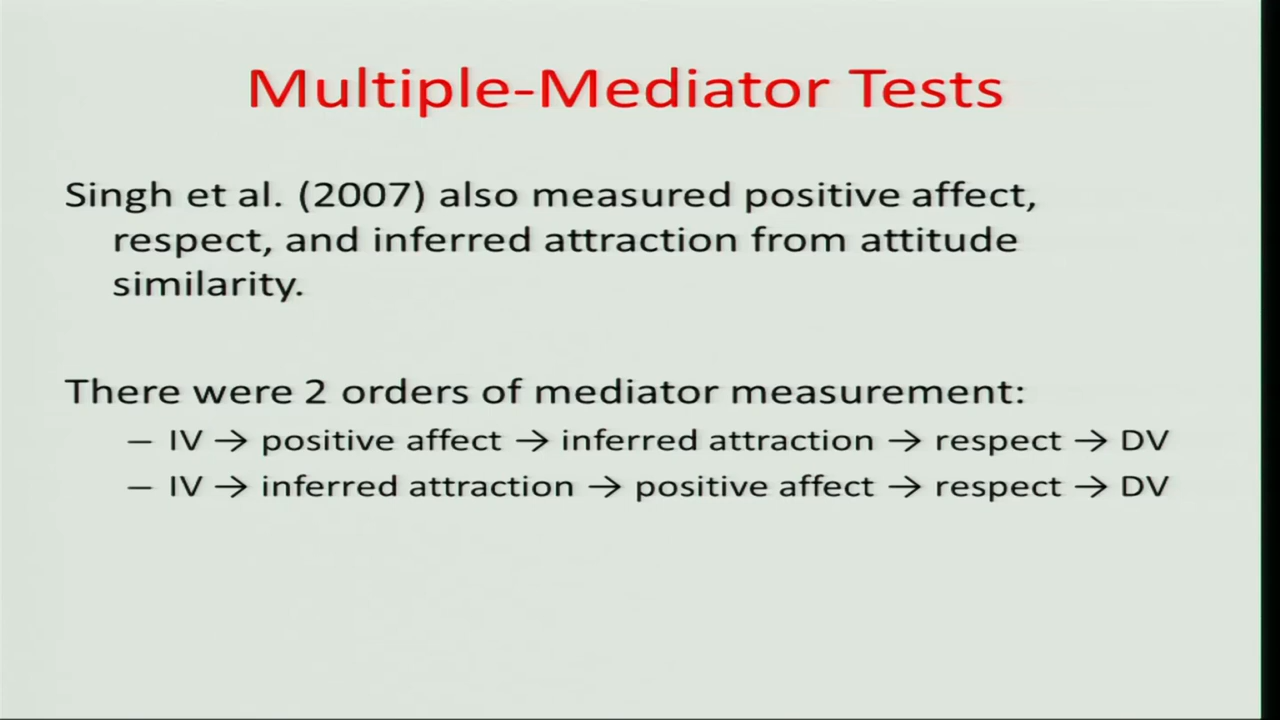 Multiple-Mediator Tests
Singh et al. (2007) also measured positive affect,
respect, and inferred attraction from attitude
similarity.
There were 2 orders of mediator measurement:
– IV → positive affect → inferred attraction → respect → DV
– IV → inferred attraction → positive affect → respect → DV